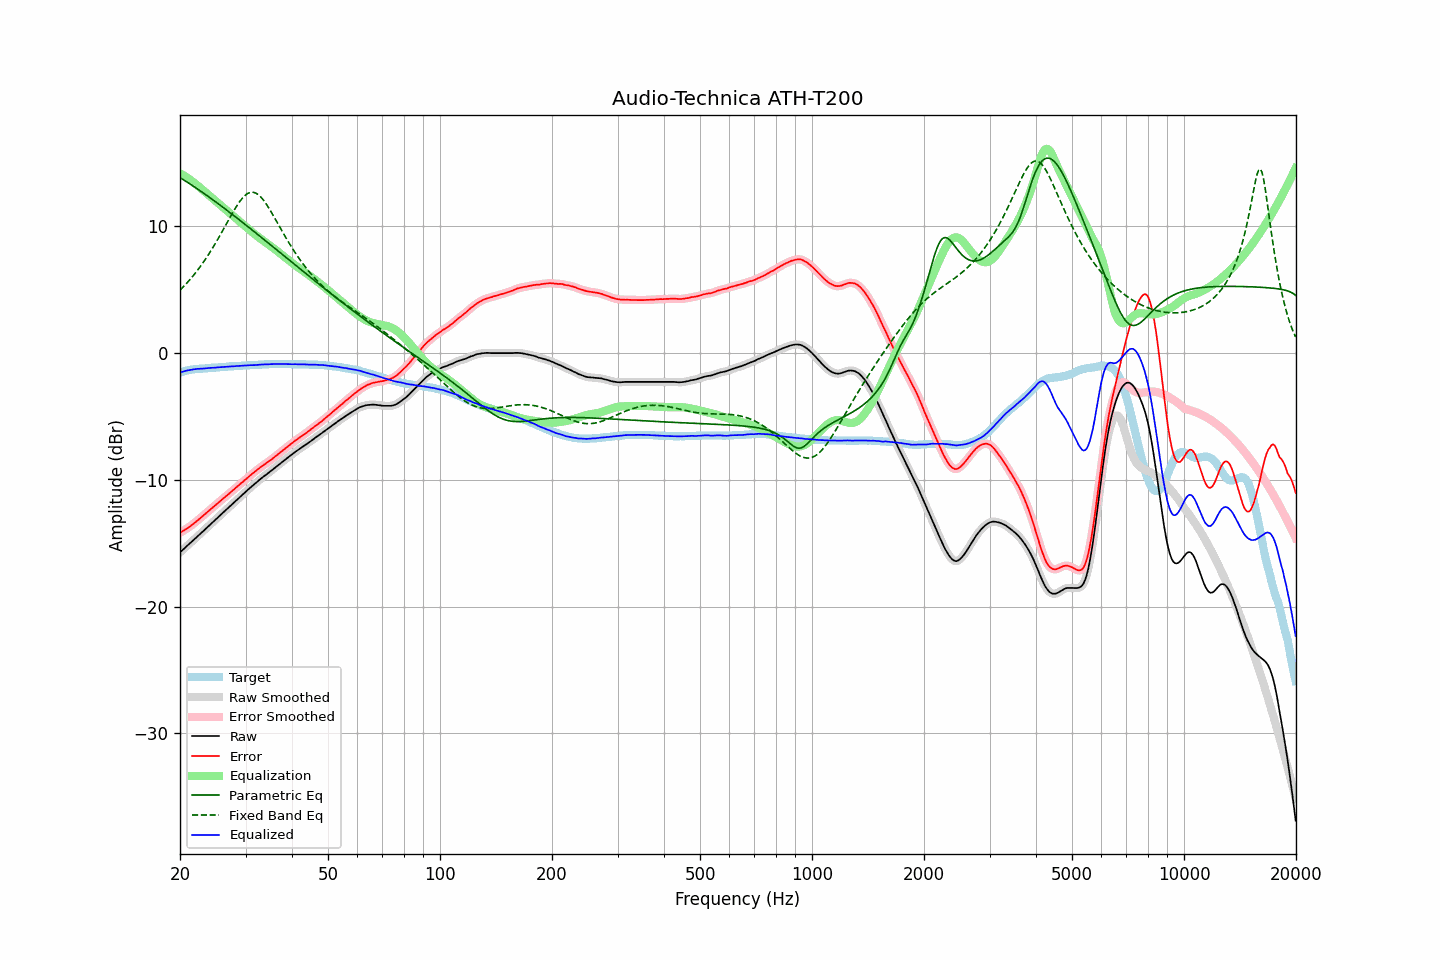 Audio-Technica ATH-T200
Amplitude (dBr)
10
0
−10
−20
−30
Target
Raw Smoothed
Error Smoothed
Raw
Error
Equalization
Parametric Eq
Fixed Band Eq
Equalized
20 50 100 200 500 1000 2000 5000 10000 20000
Frequency (Hz)